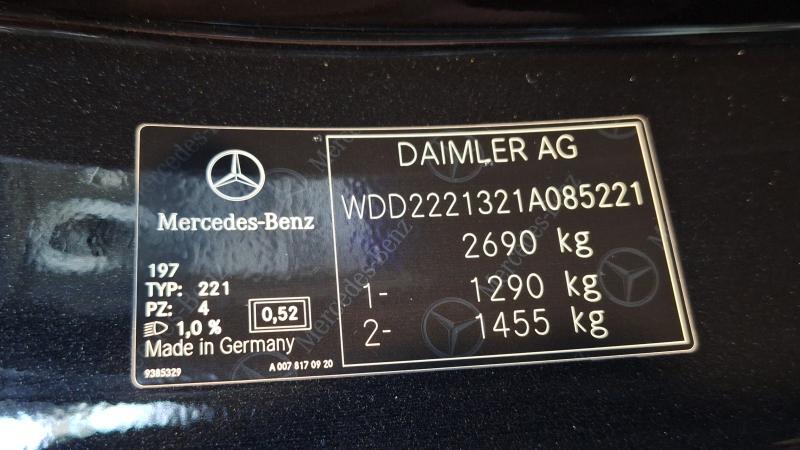 Mercedes-Benz
197
TYP: 221
PZ: 4
1,0 %
0,52
Made in Germany
9385329
A 007 817 09 20
DAIMLER AG
WDD2221321A085221
2690 kg
1- 1290 kg
2- 1455 kg